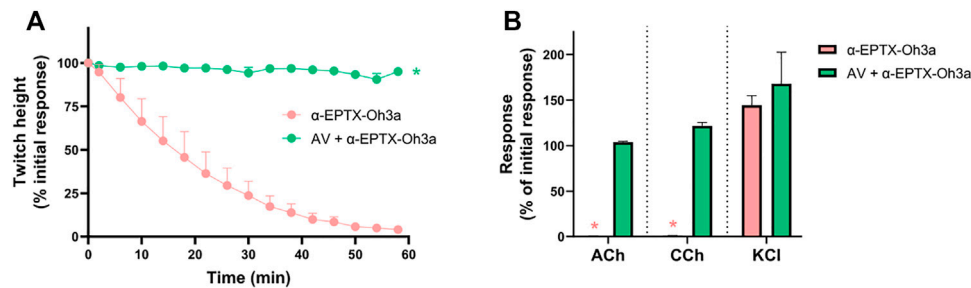 A
Twitch height
(% initial response)
100
75
50
25
0
α-EPTX-Oh3a
AV + α-EPTX-Oh3a
*
0 10 20 30 40 50 60
Time (min)
B
Response
(% of initial response)
200
150
100
50
0
* *
ACh CCh KCl
α-EPTX-Oh3a
AV + α-EPTX-Oh3a